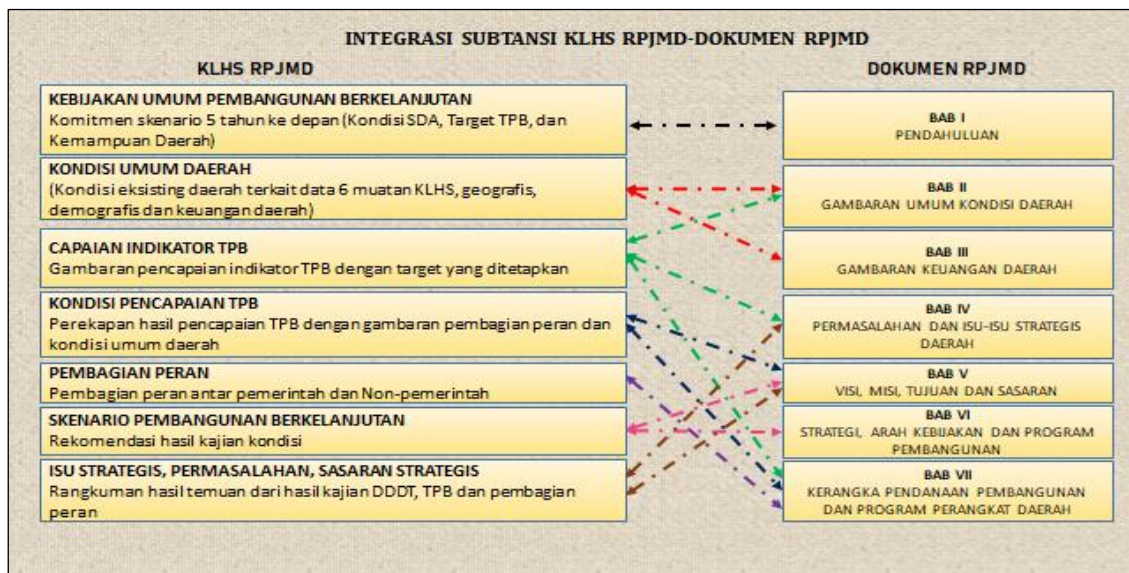 INTEGRASI SUBTANSI KLHS RPJMD-DOKUMEN RPJMD
KLHS RPJMD
KEBIJAKAN UMUM PEMBANGUNAN BERKELANJUTAN
Komitmen skenario 5 tahun ke depan (Kondisi SDA, Target TPB, dan
Kemampuan Daerah)
KONDISI UMUM DAERAH
(Kondisi eksisting daerah terkait data 6 muatan KLHS, geografis,
demografis dan keuangan daerah)
CAPAIAN INDIKATOR TPB
Gambaran pencapaian indikator TPB dengan target yang ditetapkan
KONDISI PENCAPAIAN TPB
Perekapan hasil pencapaian TPB dengan gambaran pembagian peran dan
kondisi umum daerah
PEMBAGIAN PERAN
Pembagian peran antar pemerintah dan Non-pemerintah
SKENARIO PEMBANGUNAN BERKELANJUTAN
Rekomendasi hasil kajian kondisi
ISU STRATEGIS, PERMASALAHAN, SASARAN STRATEGIS
Rangkuman hasil temuan dari hasil kajian DDDT, TPB dan pembagian
peran
DOKUMEN RPJMD
BAB I
PENDAHULUAN
BAB II
GAMBARAN UMUM KONDISI DAERAH
BAB III
GAMBARAN KEUANGAN DAERAH
BAB IV
PERMASALAHAN DAN ISU-ISU STRATEGIS
DAERAH
BAB V
VISI, MISI, TUJUAN DAN SASARAN
BAB VI
STRATEGI, ARAH KEBIJAKAN DAN PROGRAM
PEMBANGUNAN
BAB VII
KERANGKA PENDANAAN PEMBANGUNAN
DAN PROGRAM PERANGKAT DAERAH